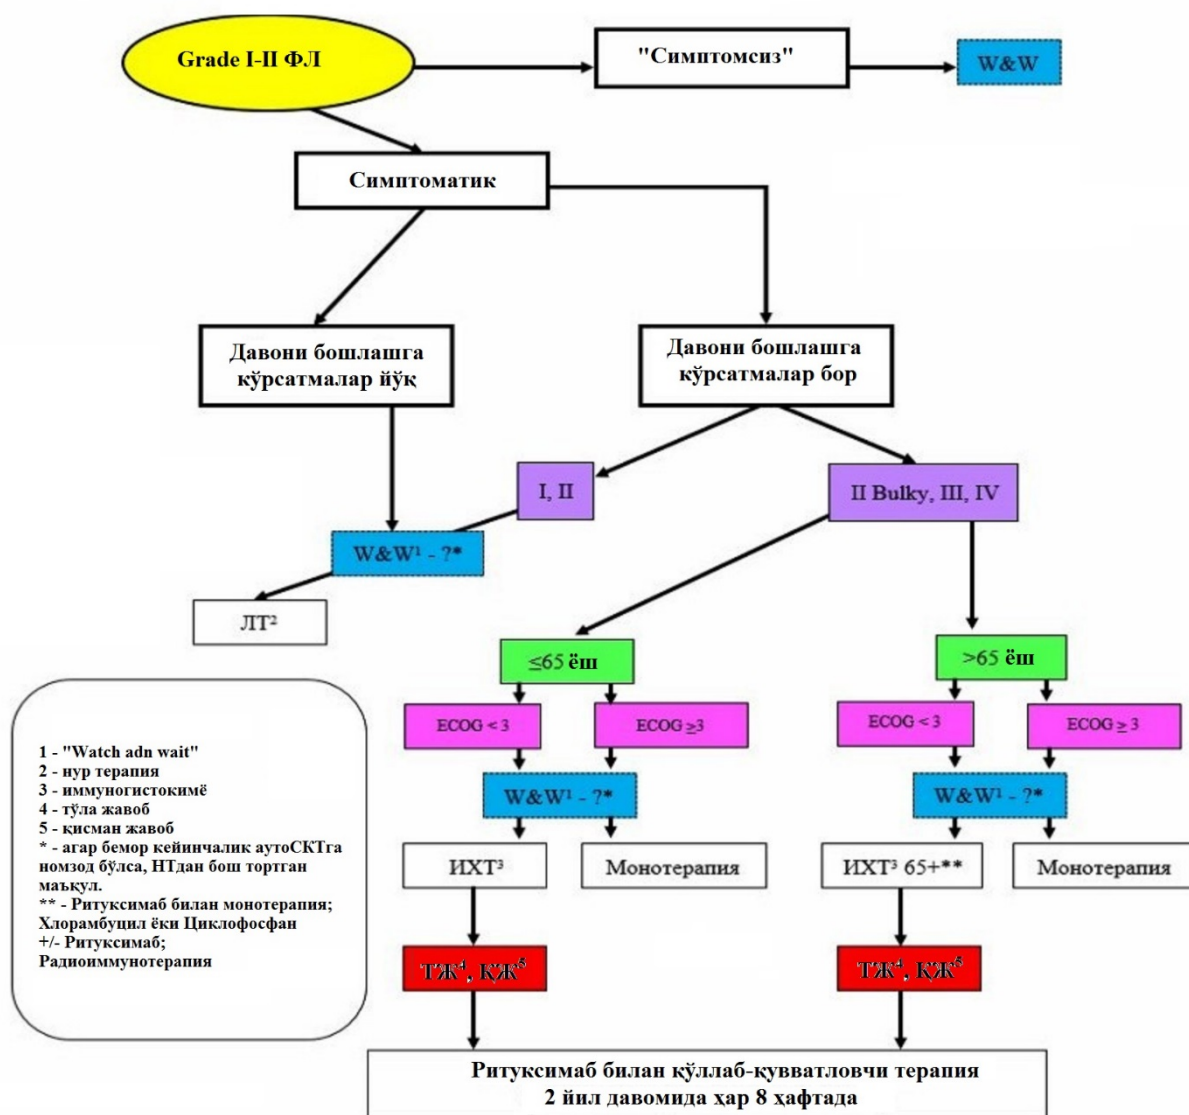 Grade I-II ФЛ
"Симптомсиз"
W&W
Симптоматик
Давони бошлашга
кўрсатмалар йўқ
Давони бошлашга
кўрсатмалар бор
I, II
II Bulky, III, IV
W&W¹ - ?*
ЛТ²
≤65 ёш
>65 ёш
ECOG < 3
ECOG ≥3
ECOG < 3
ECOG ≥ 3
W&W¹ - ?*
W&W¹ - ?*
ИХТ³
Монотерапия
ИХТ³ 65+**
Монотерапия
ТЖ⁴, ҚЖ⁵
ТЖ⁴, ҚЖ⁵
Ритуксимаб билан қўллаб-қувватловчи терапия
2 йил давомида ҳар 8 ҳафтада
1 - "Watch adn wait"
2 - нур терапия
3 - иммуногистокимё
4 - тўла жавоб
5 - қисман жавоб
* - агар бемор кейинчалик аутоСКТга
номзод бўлса, НТдан бош тортган
маъқул.
** - Ритуксимаб билан монотерапия;
Хлорамбуцил ёки Циклофосфан
+/- Ритуксимаб;
Радиоиммунотерапия